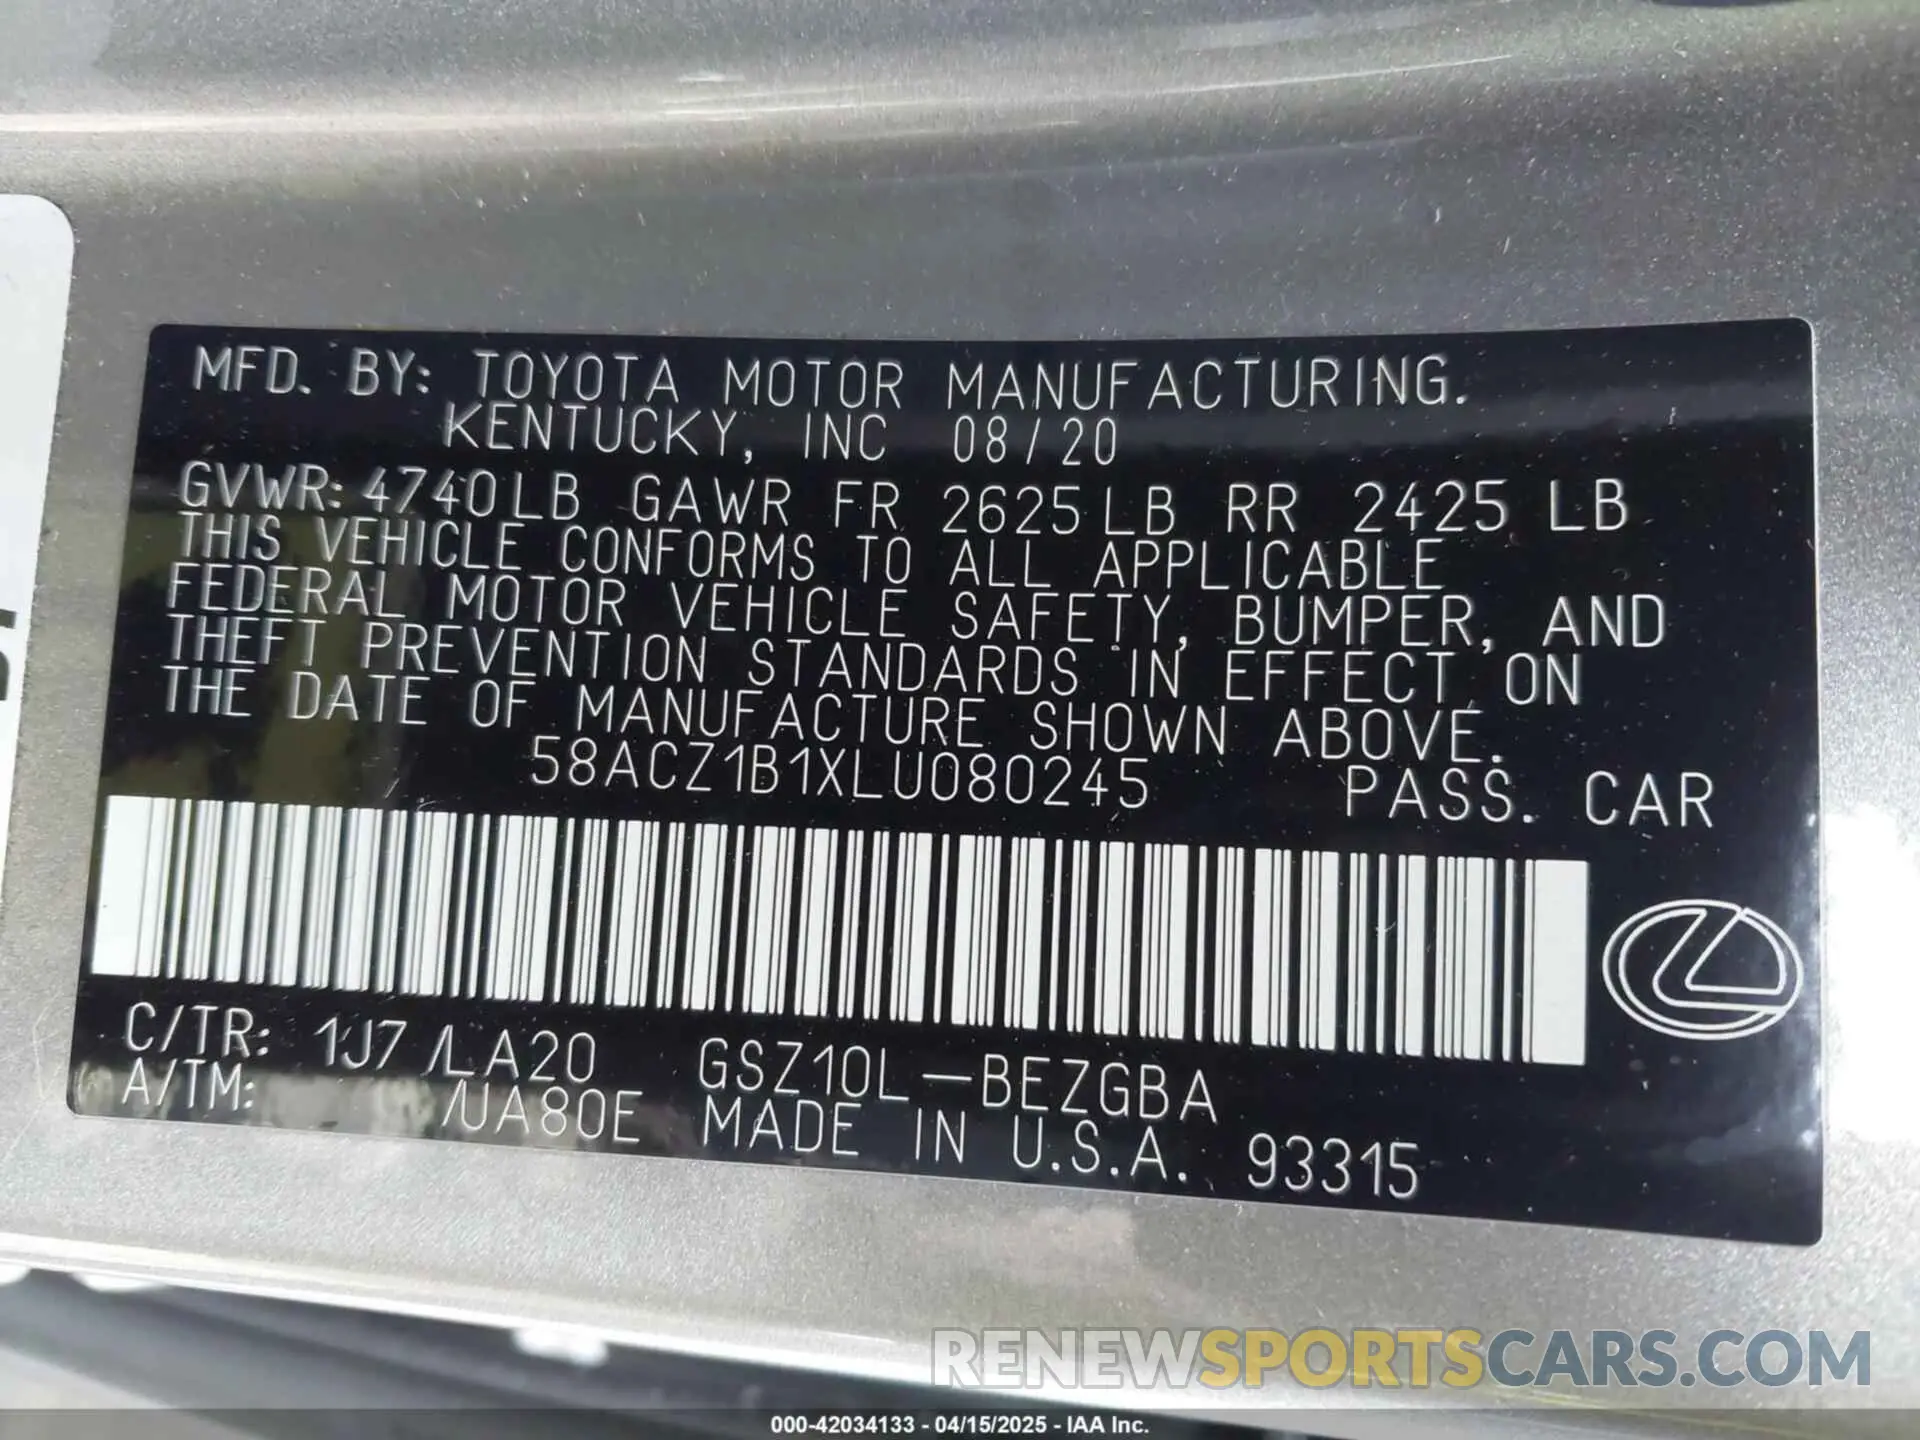 MFD. BY: TOYOTA MOTOR MANUFACTURING.
KENTUCKY, INC 08/20
GVWR: 4740LB GAWR FR 2625LB RR 2425 LB
THIS VEHICLE CONFORMS TO ALL APPLICABLE
FEDERAL MOTOR VEHICLE SAFETY, BUMPER, AND
THEFT PREVENTION STANDARDS IN EFFECT ON
THE DATE OF MANUFACTURE SHOWN ABOVE.
58ACZ1B1XLU080245 PASS. CAR
C/TR: 1J7 /LA20 GSZ10L-BEZGBA
A/TM: /UA80E MADE IN U.S.A. 93315
RENEWSPORTSCARS.COM
000-42034133 - 04/15/2025 - IAA Inc.